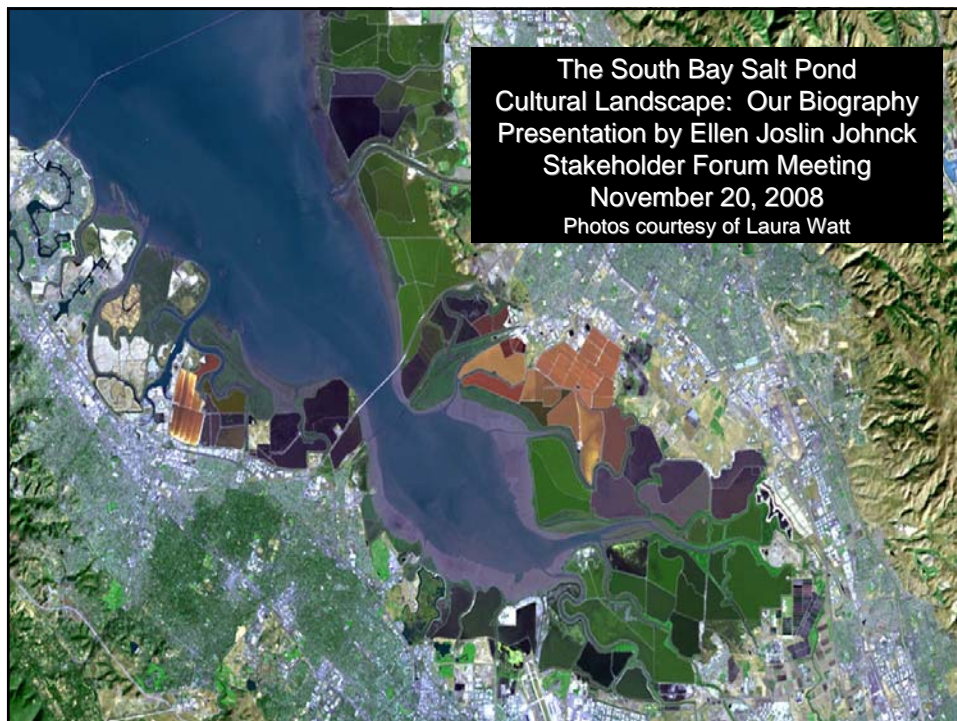 The South Bay Salt Pond
Cultural Landscape:  Our Biography
Presentation by Ellen Joslin Johnck
Stakeholder Forum Meeting
November 20, 2008
Photos courtesy of Laura Watt